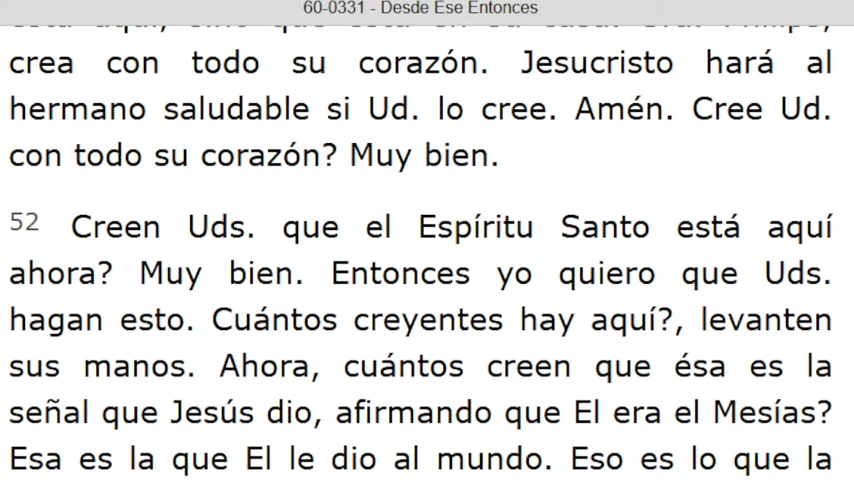 60-0331 - Desde Ese Entonces
crea con todo su corazón. Jesucristo hará al
hermano saludable si Ud. lo cree. Amén. Cree Ud.
con todo su corazón? Muy bien.
52 Creen Uds. que el Espíritu Santo está aquí
ahora? Muy bien. Entonces yo quiero que Uds.
hagan esto. Cuántos creyentes hay aquí?, levanten
sus manos. Ahora, cuántos creen que ésa es la
señal que Jesús dio, afirmando que El era el Mesías?
Esa es la que El le dio al mundo. Eso es lo que la